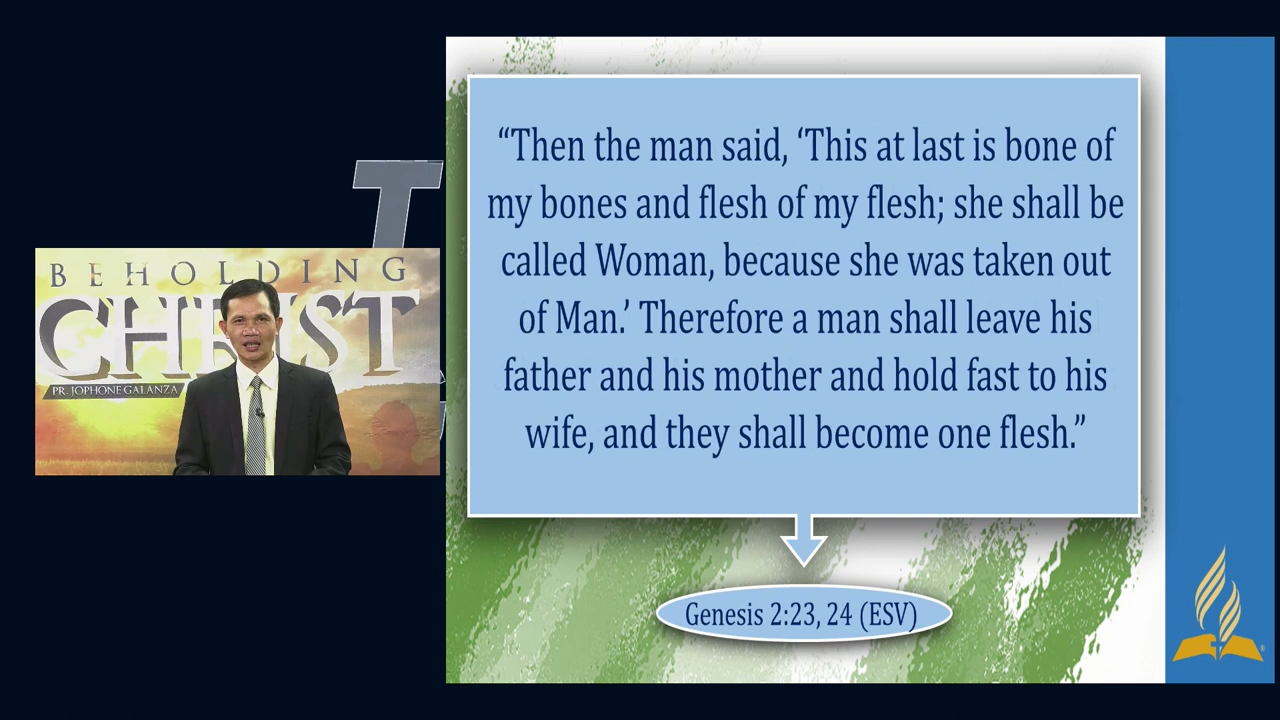 BEHOLDING
CHRIST
PR. JOPHONE GALANZA
T
“Then the man said, ‘This at last is bone of
my bones and flesh of my flesh; she shall be
called Woman, because she was taken out
of Man.’ Therefore a man shall leave his
father and his mother and hold fast to his
wife, and they shall become one flesh.”
Genesis 2:23, 24 (ESV)